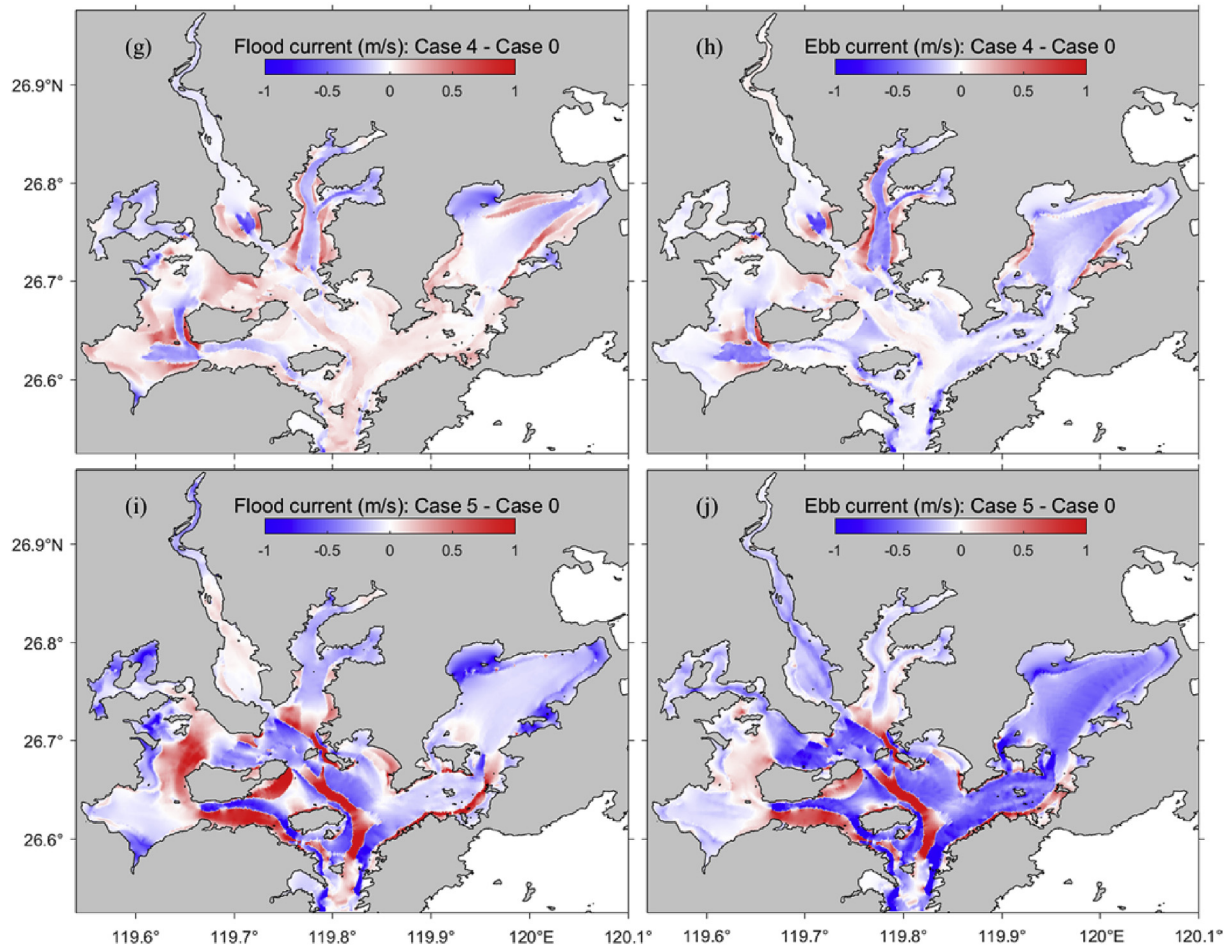 (g) Flood current (m/s): Case 4 - Case 0
-1 -0.5 0 0.5 1
(h) Ebb current (m/s): Case 4 - Case 0
-1 -0.5 0 0.5 1
26.9°N
26.8°
26.7°
26.6°
(i) Flood current (m/s): Case 5 - Case 0
-1 -0.5 0 0.5 1
(j) Ebb current (m/s): Case 5 - Case 0
-1 -0.5 0 0.5 1
26.9°N
26.8°
26.7°
26.6°
119.6° 119.7° 119.8° 119.9° 120°E 120.1° 119.6° 119.7° 119.8° 119.9° 120°E 120.1°